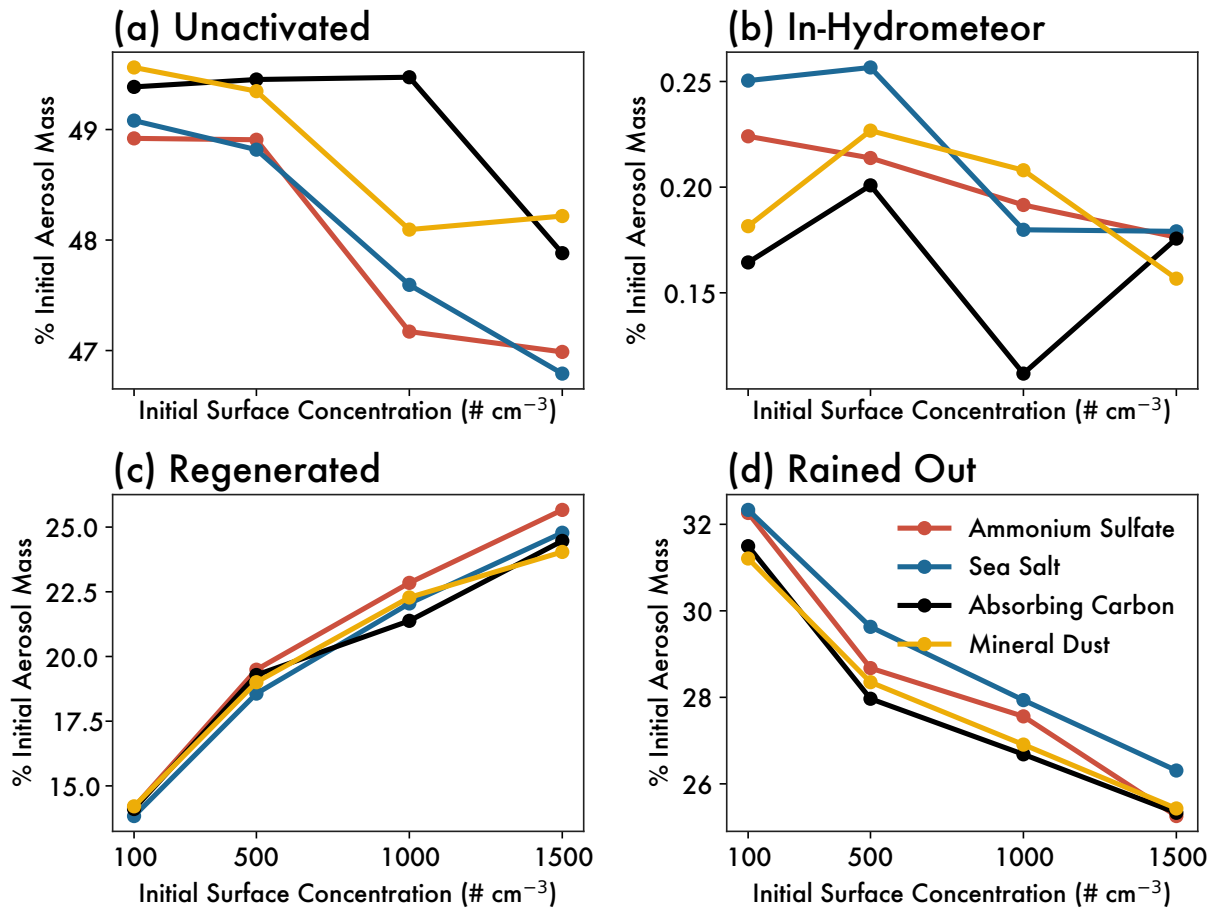 (a) Unactivated
% Initial Aerosol Mass
49
48
47
Initial Surface Concentration (# cm⁻³)
(b) In-Hydrometeor
% Initial Aerosol Mass
0.25
0.20
0.15
Initial Surface Concentration (# cm⁻³)
(c) Regenerated
% Initial Aerosol Mass
25.0
22.5
20.0
17.5
15.0
100 500 1000 1500
Initial Surface Concentration (# cm⁻³)
(d) Rained Out
% Initial Aerosol Mass
32
30
28
26
Ammonium Sulfate
Sea Salt
Absorbing Carbon
Mineral Dust
100 500 1000 1500
Initial Surface Concentration (# cm⁻³)